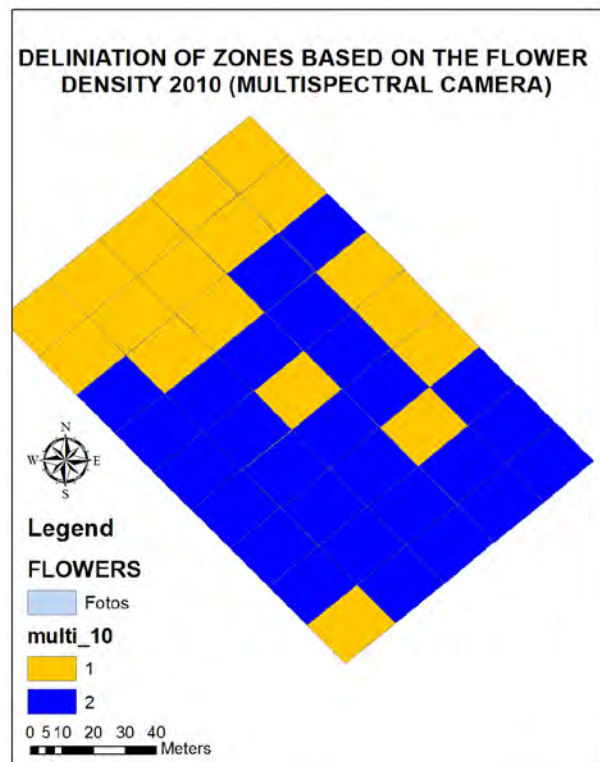 DELINIATION OF ZONES BASED ON THE FLOWER
DENSITY 2010 (MULTISPECTRAL CAMERA)
N
W E
S
Legend
FLOWERS
Fotos
multi_10
1
2
0 5 10 20 30 40
Meters